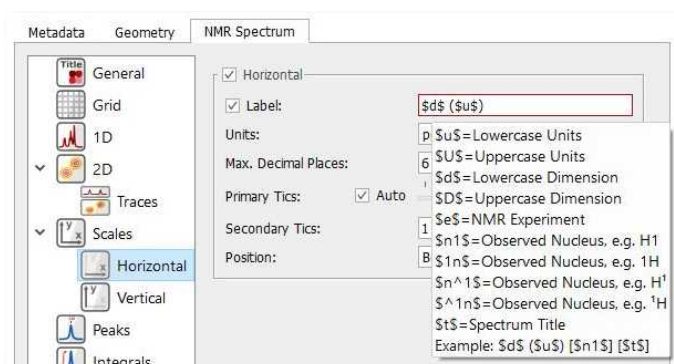 Metadata Geometry NMR Spectrum
Title
General
Grid
1D
2D
Traces
Scales
Horizontal
Vertical
Peaks
Integrals
Horizontal
Label: $d$ ($u$)
Units: p
Max. Decimal Places: 6
Primary Tics: Auto
Secondary Tics: 1
Position: B
$u$=Lowercase Units
$U$=Uppercase Units
$d$=Lowercase Dimension
$D$=Uppercase Dimension
$e$=NMR Experiment
$n1$=Observed Nucleus, e.g. H1
$1n$=Observed Nucleus, e.g. 1H
$n^1$=Observed Nucleus, e.g. H¹
$^1n$=Observed Nucleus, e.g. ¹H
$t$=Spectrum Title
Example: $d$ ($u$) [$n1$] [$t$]